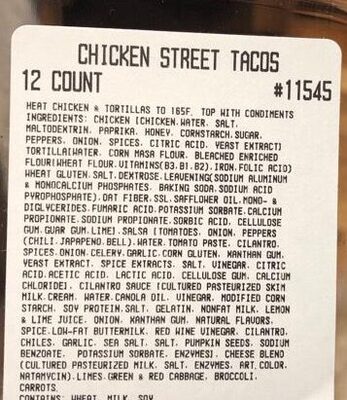 CHICKEN STREET TACOS
12 COUNT #11545
HEAT CHICKEN & TORTILLAS TO 165F. TOP WITH CONDIMENTS
INGREDIENTS: CHICKEN [CHICKEN,WATER, SALT,
MALTODEXTRIN, PAPRIKA, HONEY, CORNSTARCH,SUGAR,
PEPPERS, ONION, SPICES, CITRIC ACID, YEAST EXTRACT]
TORTILLA[WATER, CORN MASA FLOUR, BLEACHED ENRICHED
FLOUR(WHEAT FLOUR,VITAMINS(B3,B1,B2),IRON,FOLIC ACID)
WHEAT GLUTEN,SALT,DEXTROSE,LEAVENING(SODIUM ALUMINUM
& MONOCALCIUM PHOSPHATES, BAKING SODA,SODIUM ACID
PYROPHOSPHATE),OAT FIBER,SSL,SAFFLOWER OIL,MONO- &
DIGLYCERIDES,FUMARIC ACID,POTASSIUM SORBATE,CALCIUM
PROPIONATE,SODIUM PROPIONATE,SORBIC ACID, CELLULOSE
GUM,GUAR GUM,LIME],SALSA [TOMATOES, ONION, PEPPERS
(CHILI,JAPAPENO,BELL),WATER,TOMATO PASTE, CILANTRO,
SPICES,ONION,CELERY,GARLIC,CORN GLUTEN, XANTHAN GUM,
YEAST EXTRACT, SPICE EXTRACTS, SALT, VINEGAR, CITRIC
ACID,ACETIC ACID, LACTIC ACID, CELLULOSE GUM, CALCIUM
CHLORIDE], CILANTRO SAUCE [CULTURED PASTEURIZED SKIM
MILK,CREAM, WATER,CANOLA OIL, VINEGAR, MODIFIED CORN
STARCH, SOY PROTEIN,SALT, GELATIN, NONFAT MILK, LEMON
& LIME JUICE, ONION, XANTHAN GUM, NATURAL FLAVORS,
SPICE,LOW-FAT BUTTERMILK, RED WINE VINEGAR, CILANTRO,
CHILES, GARLIC, SEA SALT, SALT, PUMPKIN SEEDS, SODIUM
BENZOATE, POTASSIUM SORBATE, ENZYMES], CHEESE BLEND
(CULTURED PASTEURIZED MILK, SALT, ENZYMES, ART,COLOR,
NATAMYCIN),LIMES,GREEN & RED CABBAGE, BROCCOLI,
CARROTS.
CONTAINS: WHEAT, MILK, SOY